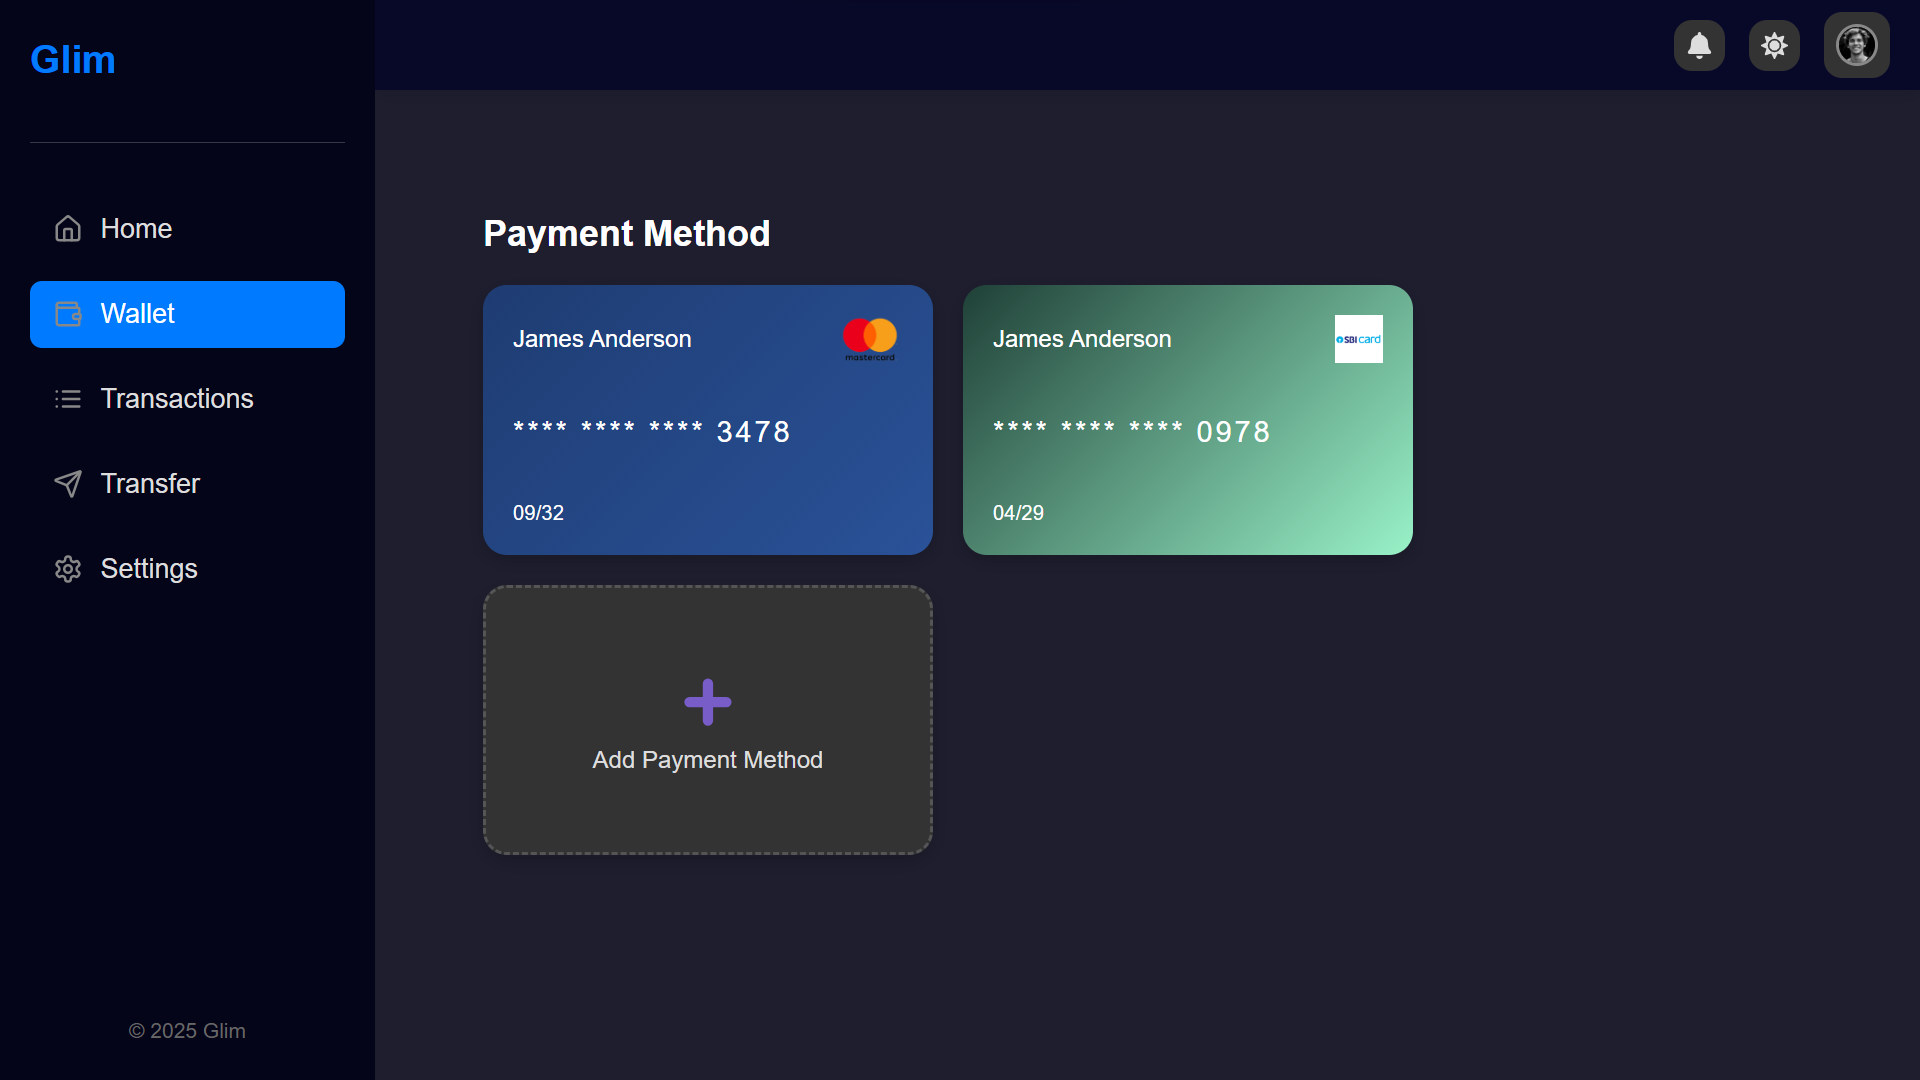 Glim
Home
Wallet
Transactions
Transfer
Settings
© 2025 Glim
Payment Method
James Anderson
mastercard
**** **** **** 3478
09/32
James Anderson
SBI card
**** **** **** 0978
04/29
Add Payment Method